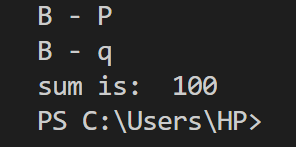 B - P
B - q
sum is:  100
PS C:\Users\HP>